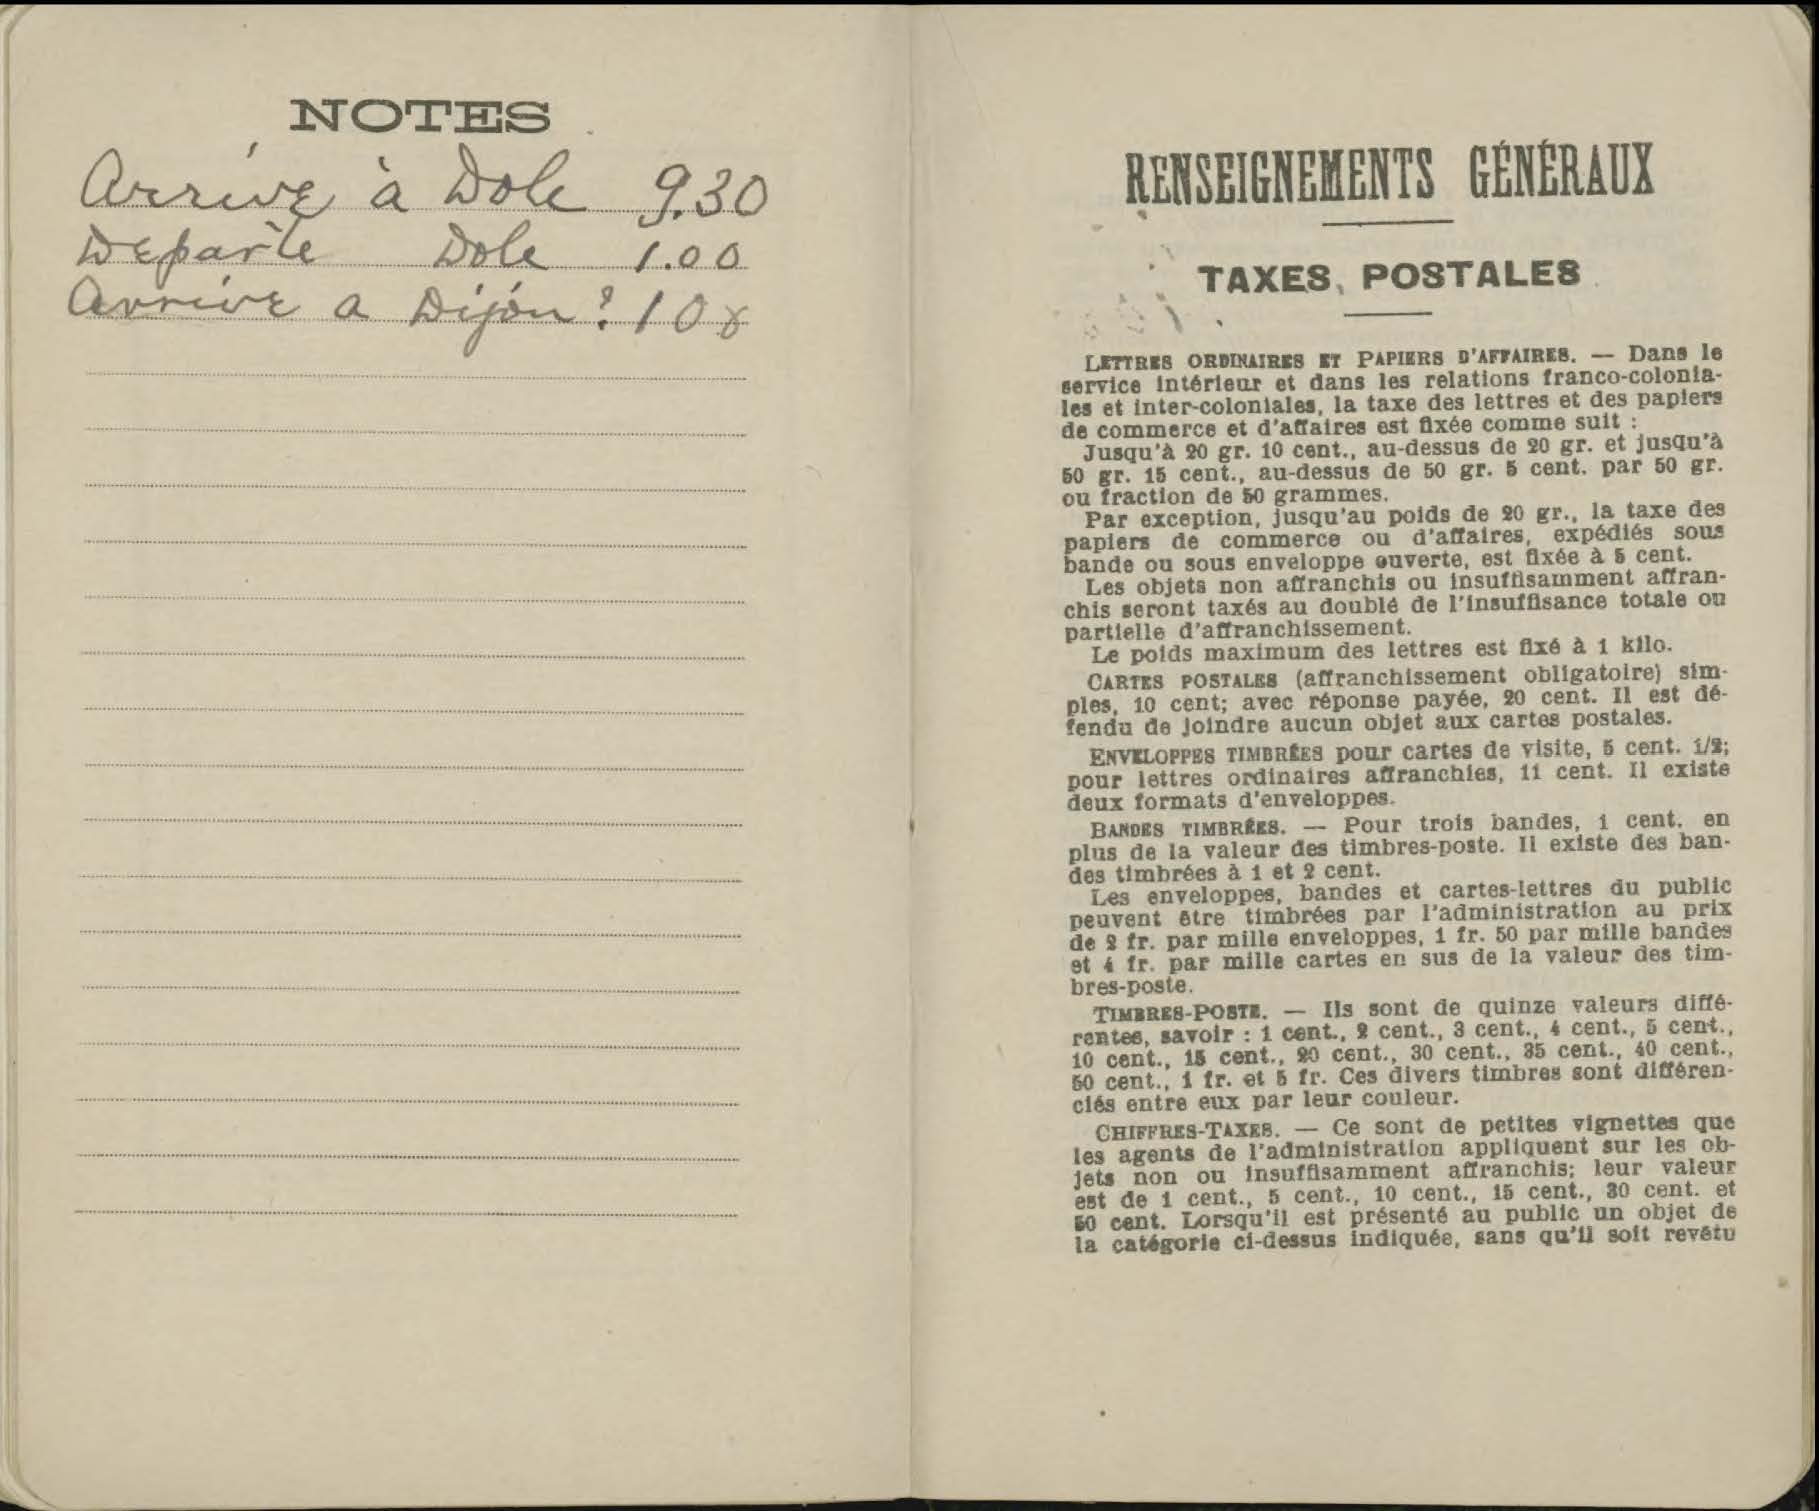 NOTES
Arrive à Dole 9.30
Departe Dole 1.00
Arrive a Dijon ?
RENSEIGNEMENTS GÉNÉRAUX
TAXES POSTALES
LETTRES ORDINAIRES ET PAPIERS D'AFFAIRES. — Dans le
service intérieur et dans les relations franco-colonia-
les et inter-coloniales, la taxe des lettres et des papiers
de commerce et d'affaires est fixée comme suit :
Jusqu'à 20 gr. 10 cent., au-dessus de 20 gr. et jusqu'à
50 gr. 15 cent., au-dessus de 50 gr. 5 cent. par 50 gr.
ou fraction de 50 grammes.
Par exception, jusqu'au poids de 20 gr., la taxe des
papiers de commerce ou d'affaires, expédiés sous
bande ou sous enveloppe ouverte, est fixée à 5 cent.
Les objets non affranchis ou insuffisamment affran-
chis seront taxés au double de l'insuffisance totale ou
partielle d'affranchissement.
Le poids maximum des lettres est fixé à 1 kilo.
CARTES POSTALES (affranchissement obligatoire) sim-
ples, 10 cent; avec réponse payée, 20 cent. Il est dé-
fendu de joindre aucun objet aux cartes postales.
ENVELOPPES TIMBRÉES pour cartes de visite, 5 cent. 1/2;
pour lettres ordinaires affranchies, 11 cent. Il existe
deux formats d'enveloppes.
BANDES TIMBRÉES. — Pour trois bandes, 1 cent. en
plus de la valeur des timbres-poste. Il existe des ban-
des timbrées à 1 et 2 cent.
Les enveloppes, bandes et cartes-lettres du public
peuvent être timbrées par l'administration au prix
de 2 fr. par mille enveloppes, 1 fr. 50 par mille bandes
et 4 fr. par mille cartes en sus de la valeur des tim-
bres-poste.
TIMBRES-POSTE. — Ils sont de quinze valeurs diffé-
rentes, savoir : 1 cent., 2 cent., 3 cent., 4 cent., 5 cent.,
10 cent., 15 cent., 20 cent., 30 cent., 35 cent., 40 cent.,
50 cent., 1 fr. et 5 fr. Ces divers timbres sont différen-
ciés entre eux par leur couleur.
CHIFFRES-TAXES. — Ce sont de petites vignettes que
les agents de l'administration appliquent sur les ob-
jets non ou insuffisamment affranchis; leur valeur
est de 1 cent., 5 cent., 10 cent., 15 cent., 30 cent. et
50 cent. Lorsqu'il est présenté au public un objet de
la catégorie ci-dessus indiquée, sans qu'il soit revêtu